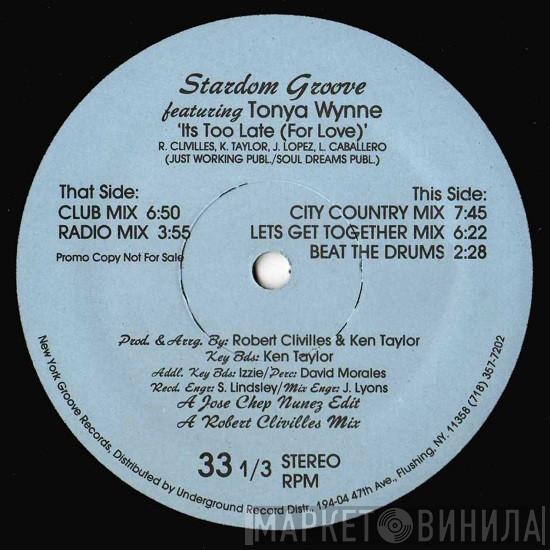 Stardom Groove
featuring Tonya Wynne
'Its Too Late (For Love)'
R. CLIVILLES, K. TAYLOR, J. LOPEZ, L. CABALLERO
(JUST WORKING PUBL./SOUL DREAMS PUBL.)
That Side:
CLUB MIX 6:50
RADIO MIX 3:55
Promo Copy Not For Sale
This Side:
CITY COUNTRY MIX 7:45
LETS GET TOGETHER MIX 6:22
BEAT THE DRUMS 2:28
Prod. & Arrg. By: Robert Clivilles & Ken Taylor
Key Bds: Ken Taylor
Addl. Key Bds: Izzie/Perc: David Morales
Recd. Engr: S. Lindsley/Mix Engr: J. Lyons
A Jose Chep Nunez Edit
A Robert Clivilles Mix
33 1/3 STEREO
RPM
New York Groove Records, Distributed by Underground Record Distr., 194-04 47th Ave., Flushing, NY. 11358 (718) 357-7202
МАРКЕТ ВИНИЛА